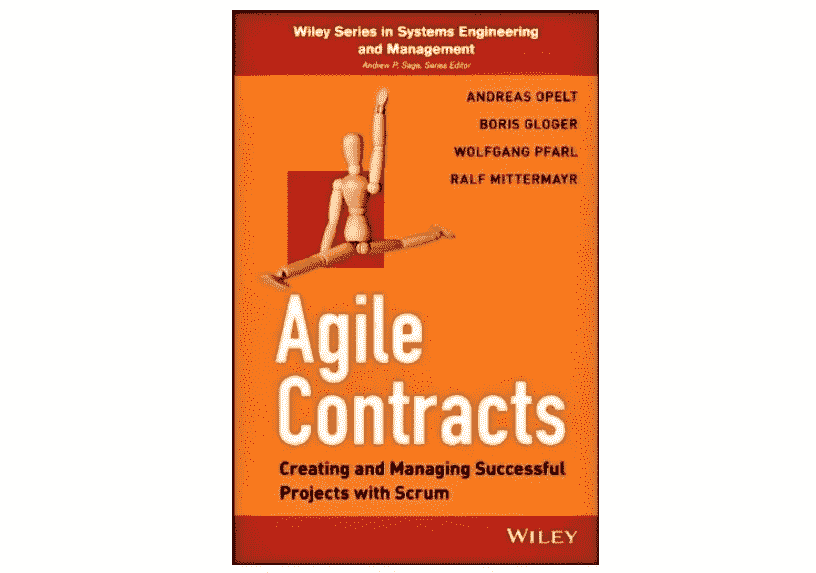 Wiley Series in Systems Engineering
and Management
Andrew P. Sage, Series Editor
ANDREAS OPELT
BORIS GLOGER
WOLFGANG PFARL
RALF MITTERMAYR
Agile
Contracts
Creating and Managing Successful
Projects with Scrum
WILEY